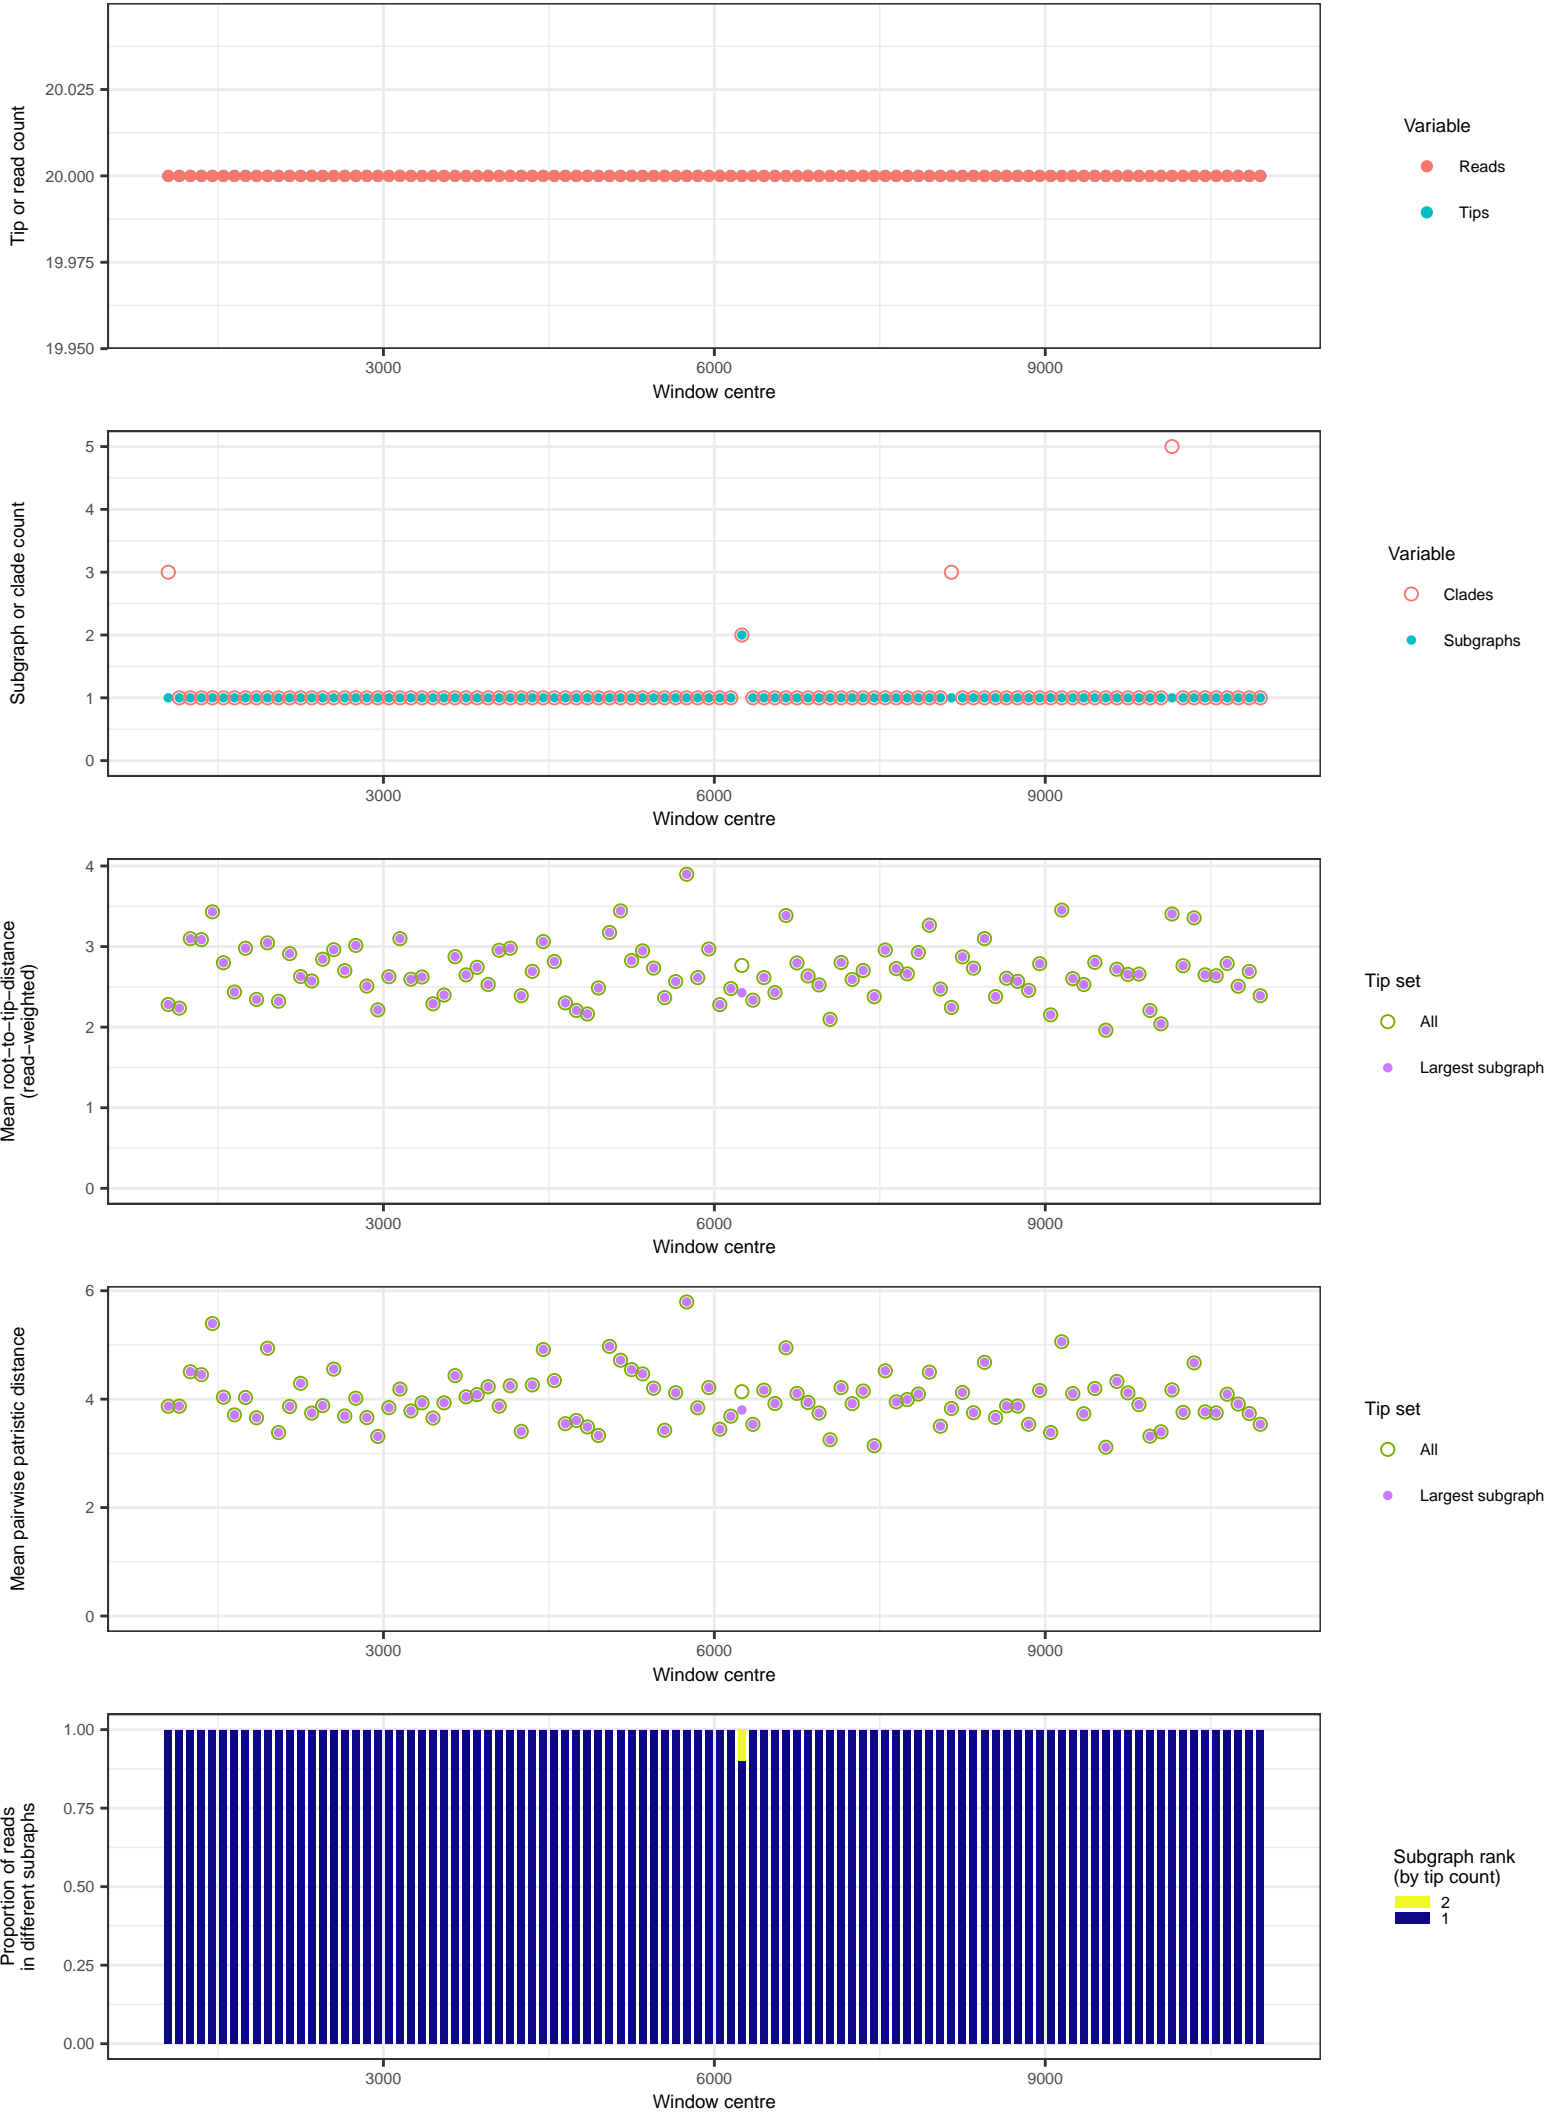 Tip or read count
20.025
20.000
19.975
19.950
3000
6000
9000
Window centre
Variable
Reads
Tips
Subgraph or clade count
5
4
3
2
1
0
3000
6000
9000
Window centre
Variable
Clades
Subgraphs
Mean root−to−tip−distance
(read−weighted)
4
3
2
1
0
3000
6000
9000
Window centre
Tip set
All
Largest subgraph
Mean pairwise patristic distance
6
4
2
0
3000
6000
9000
Window centre
Tip set
All
Largest subgraph
Proportion of reads
in different subraphs
1.00
0.75
0.50
0.25
0.00
3000
6000
9000
Window centre
Subgraph rank
(by tip count)
2
1